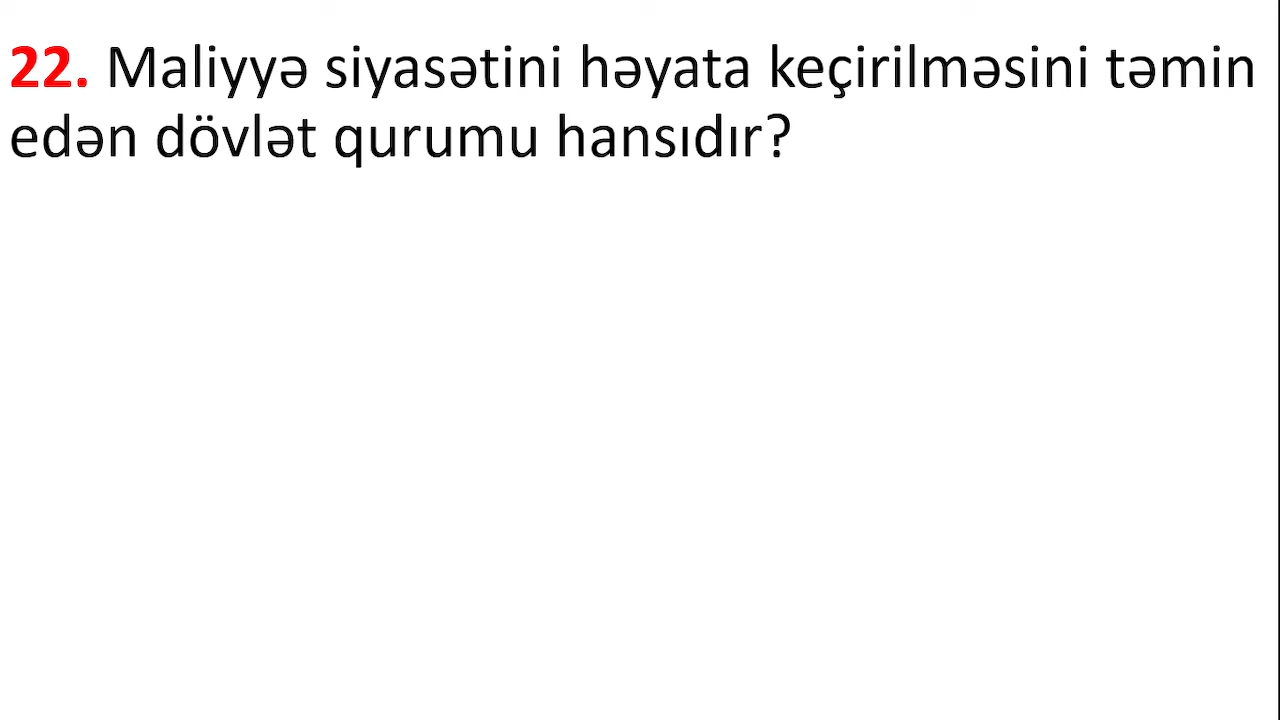 22. Maliyyə siyasətini həyata keçirilməsini təmin
edən dövlət qurumu hansıdır?